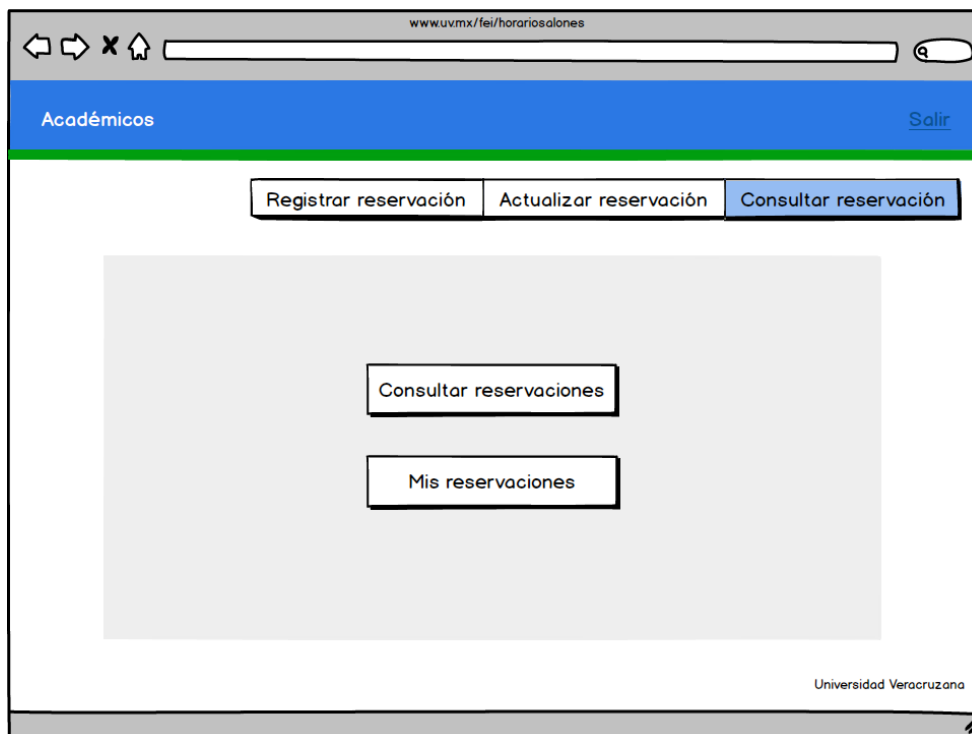 www.uv.mx/fei/horariosalones
Académicos
Salir
Registrar reservación
Actualizar reservación
Consultar reservación
Consultar reservaciones
Mis reservaciones
Universidad Veracruzana